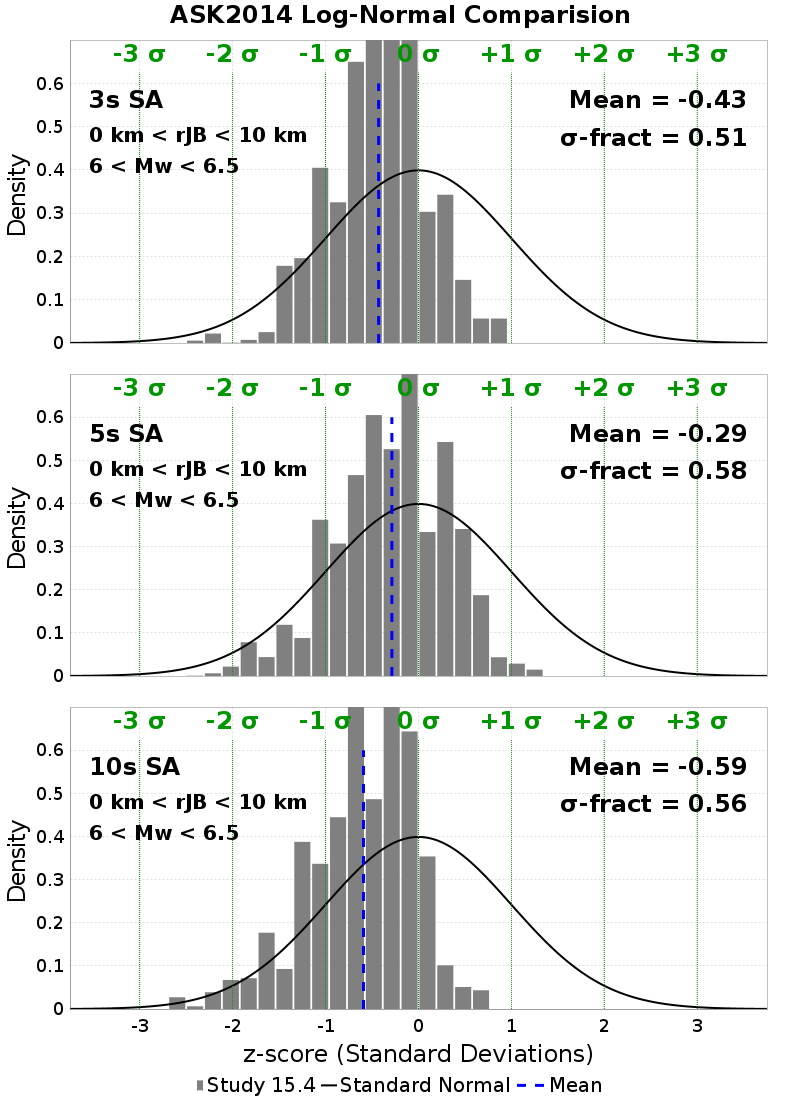 ASK2014 Log-Normal Comparision
-3 σ -2 σ -1 σ 0 σ +1 σ +2 σ +3 σ
3s SA
0 km < rJB < 10 km
6 < Mw < 6.5
Mean = -0.43
σ-fract = 0.51
Density
0.6
0.5
0.4
0.3
0.2
0.1
0
-3 σ -2 σ -1 σ 0 σ +1 σ +2 σ +3 σ
5s SA
0 km < rJB < 10 km
6 < Mw < 6.5
Mean = -0.29
σ-fract = 0.58
Density
0.6
0.5
0.4
0.3
0.2
0.1
0
-3 σ -2 σ -1 σ 0 σ +1 σ +2 σ +3 σ
10s SA
0 km < rJB < 10 km
6 < Mw < 6.5
Mean = -0.59
σ-fract = 0.56
Density
0.6
0.5
0.4
0.3
0.2
0.1
0
-3 -2 -1 0 1 2 3
z-score (Standard Deviations)
Study 15.4 Standard Normal Mean